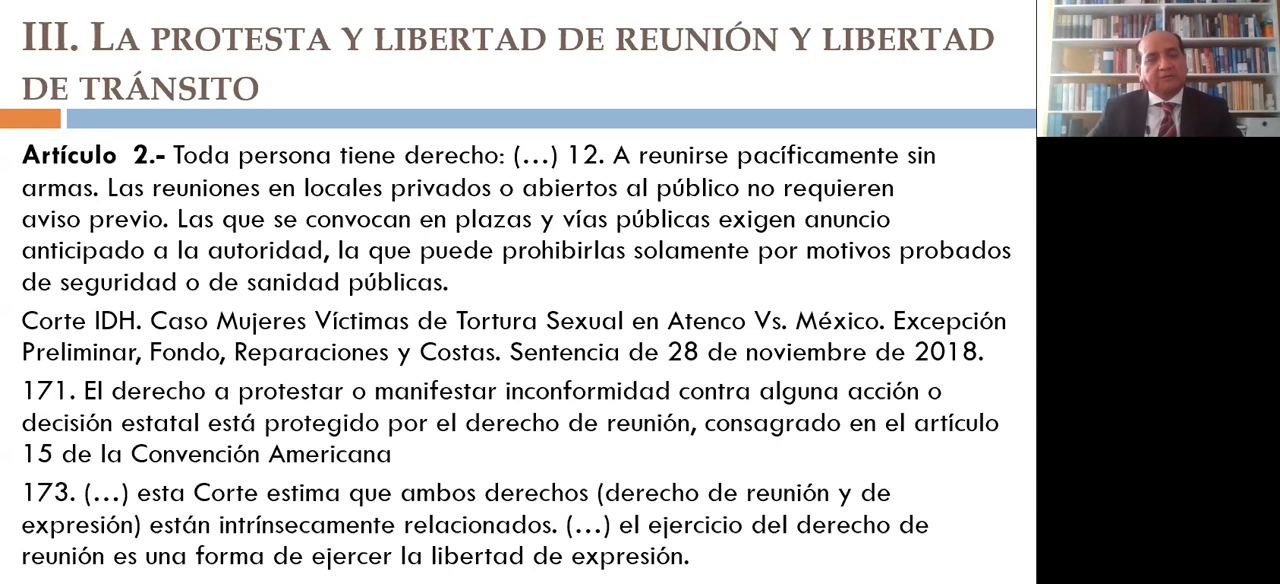 III. LA PROTESTA Y LIBERTAD DE REUNIÓN Y LIBERTAD
DE TRÁNSITO
Artículo 2.- Toda persona tiene derecho: (...) 12. A reunirse pacíficamente sin
armas. Las reuniones en locales privados o abiertos al público no requieren
aviso previo. Las que se convocan en plazas y vías públicas exigen anuncio
anticipado a la autoridad, la que puede prohibirlas solamente por motivos probados
de seguridad o de sanidad públicas.
Corte IDH. Caso Mujeres Víctimas de Tortura Sexual en Atenco Vs. México. Excepción
Preliminar, Fondo, Reparaciones y Costas. Sentencia de 28 de noviembre de 2018.
171. El derecho a protestar o manifestar inconformidad contra alguna acción o
decisión estatal está protegido por el derecho de reunión, consagrado en el artículo
15 de la Convención Americana
173. (...) esta Corte estima que ambos derechos (derecho de reunión y de
expresión) están intrínsecamente relacionados. (...) el ejercicio del derecho de
reunión es una forma de ejercer la libertad de expresión.